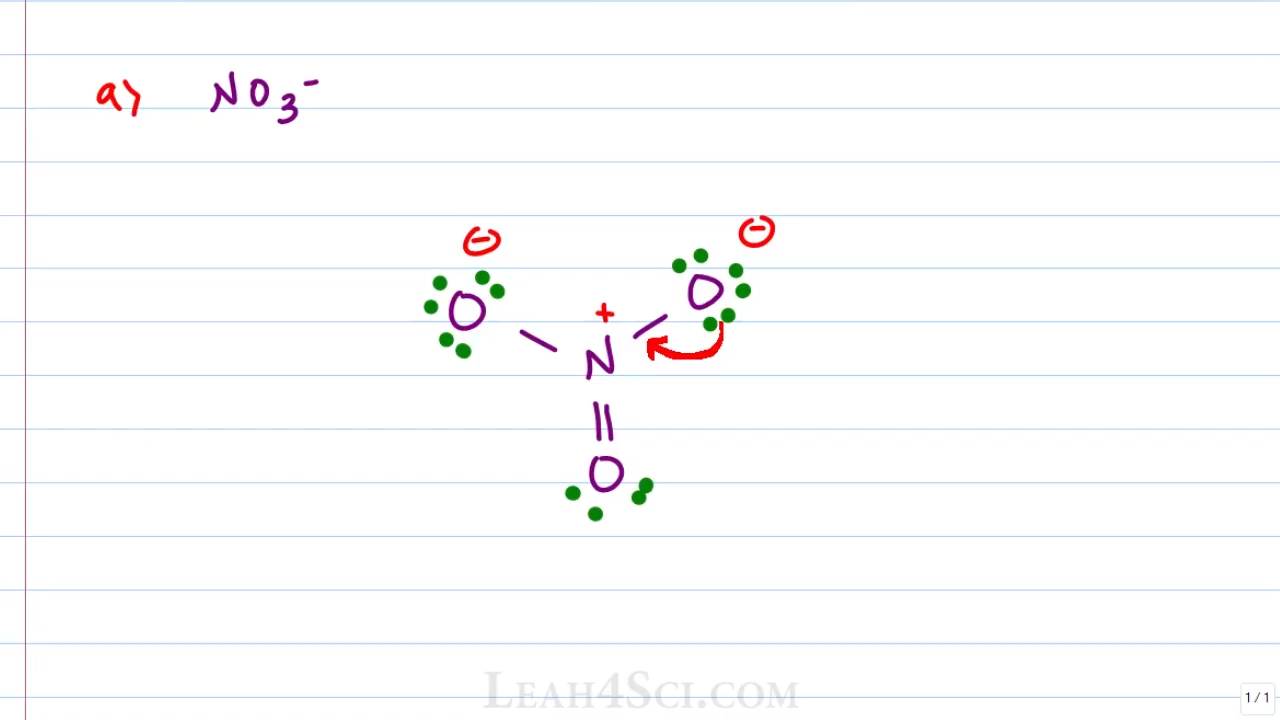 a) NO₃⁻
⊖ ⊖
O O
+
N
O
LEAH4SCI.COM
1 / 1